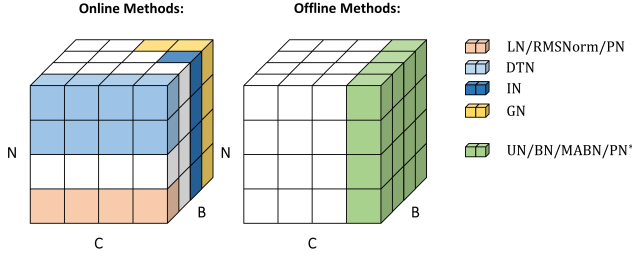 Online Methods:
Offline Methods:
LN/RMSNorm/PN
DTN
IN
GN
UN/BN/MABN/PN*
N
B
C
N
B
C